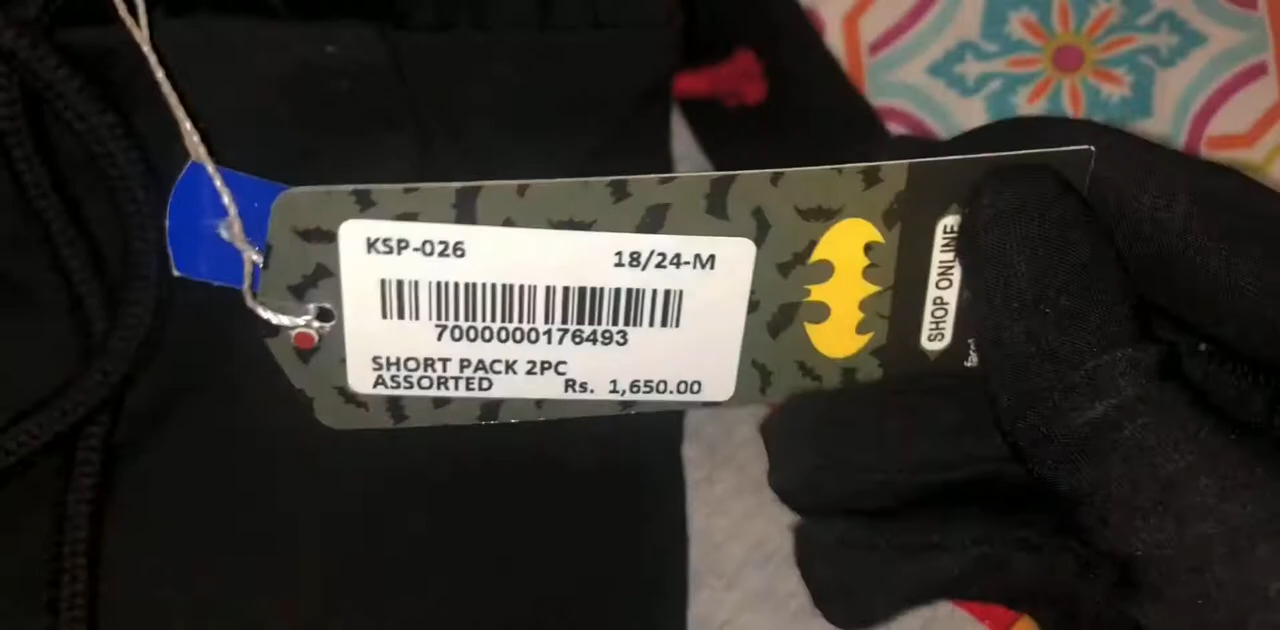 KSP-026 18/24-M
7000000176493
SHORT PACK 2PC
ASSORTED Rs. 1,650.00
SHOP ONLINE